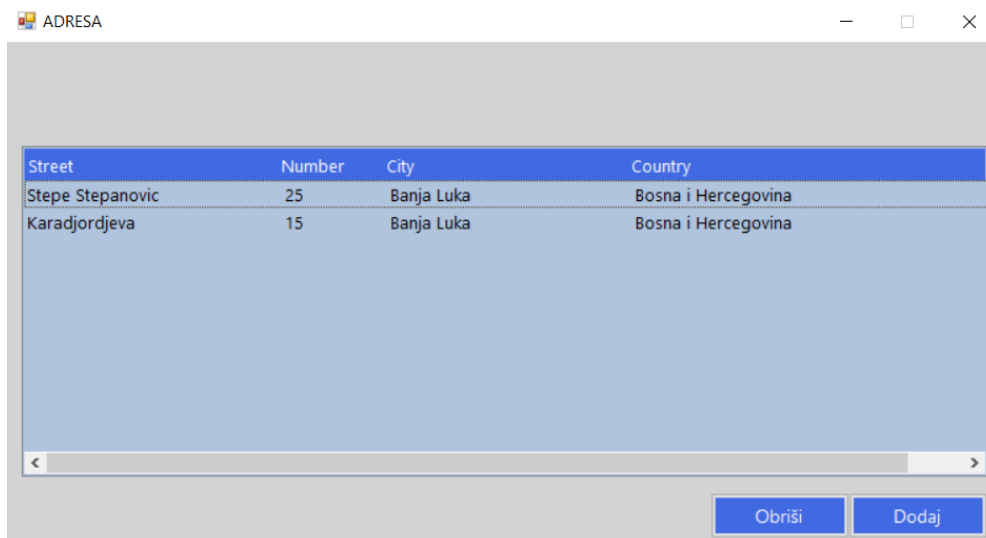 ADRESA
Street Number City Country
Stepe Stepanovic 25 Banja Luka Bosna i Hercegovina
Karadjordjeva 15 Banja Luka Bosna i Hercegovina
Obriši Dodaj